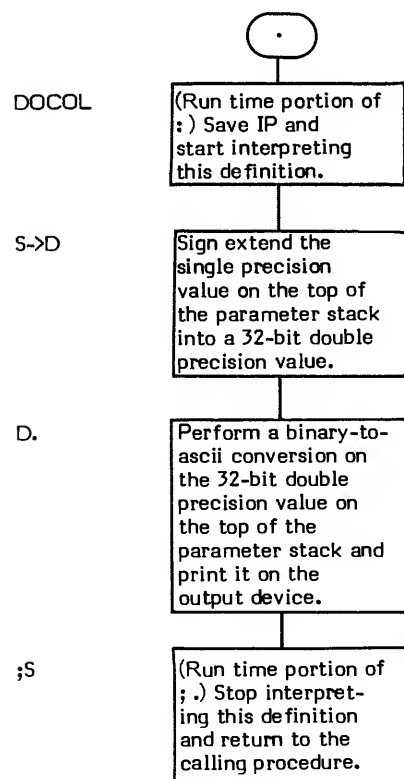 .
DOCOL
(Run time portion of
: ) Save IP and
start interpreting
this definition.
S->D
Sign extend the
single precision
value on the top of
the parameter stack
into a 32-bit double
precision value.
D.
Perform a binary-to-
ascii conversion on
the 32-bit double
precision value on
the top of the
parameter stack and
print it on the
output device.
;S
(Run time portion of
; .) Stop interpret-
ing this definition
and return to the
calling procedure.